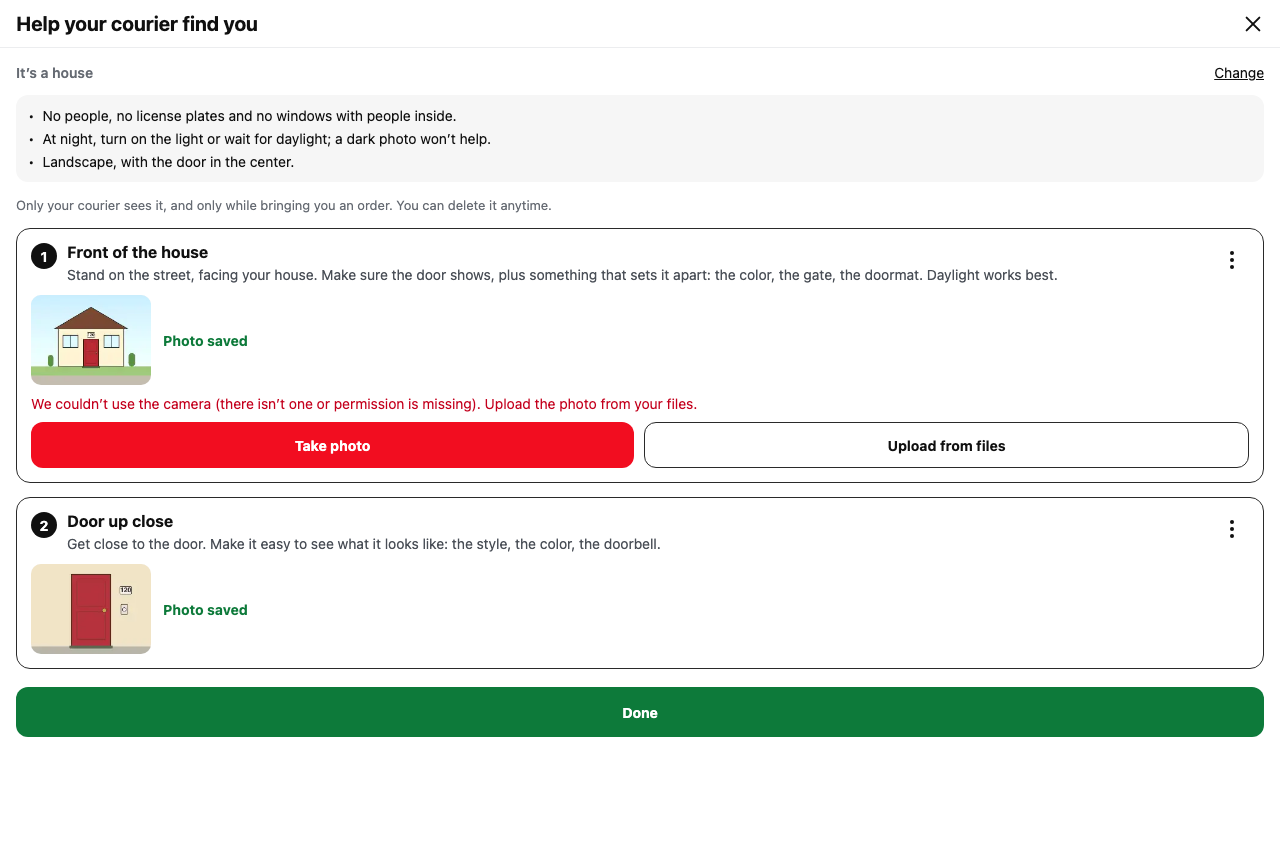 Help your courier find you
It’s a house
Change
• No people, no license plates and no windows with people inside.
• At night, turn on the light or wait for daylight; a dark photo won’t help.
• Landscape, with the door in the center.
Only your courier sees it, and only while bringing you an order. You can delete it anytime.
1 Front of the house
Stand on the street, facing your house. Make sure the door shows, plus something that sets it apart: the color, the gate, the doormat. Daylight works best.
Photo saved
We couldn’t use the camera (there isn’t one or permission is missing). Upload the photo from your files.
Take photo
Upload from files
2 Door up close
Get close to the door. Make it easy to see what it looks like: the style, the color, the doorbell.
120
Photo saved
Done